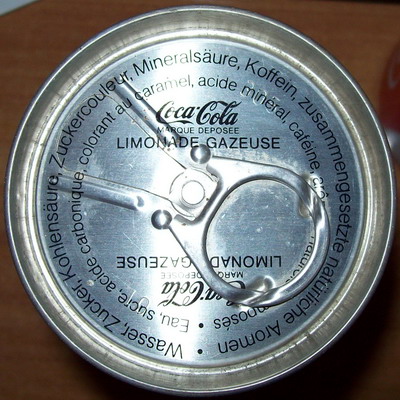 Wasser, Zucker, Kohlensäure, Zuckercouleur, Mineralsäure, Koffein, zusammengesetzte natürliche Aromen •
Eau, sucre acide carbonique, colorant au caramel, acide minéral, caféine,
Coca-Cola
MARQUE DEPOSÉE
LIMONADE GAZEUSE
LIMONADE GAZEUSE
Coca-Cola